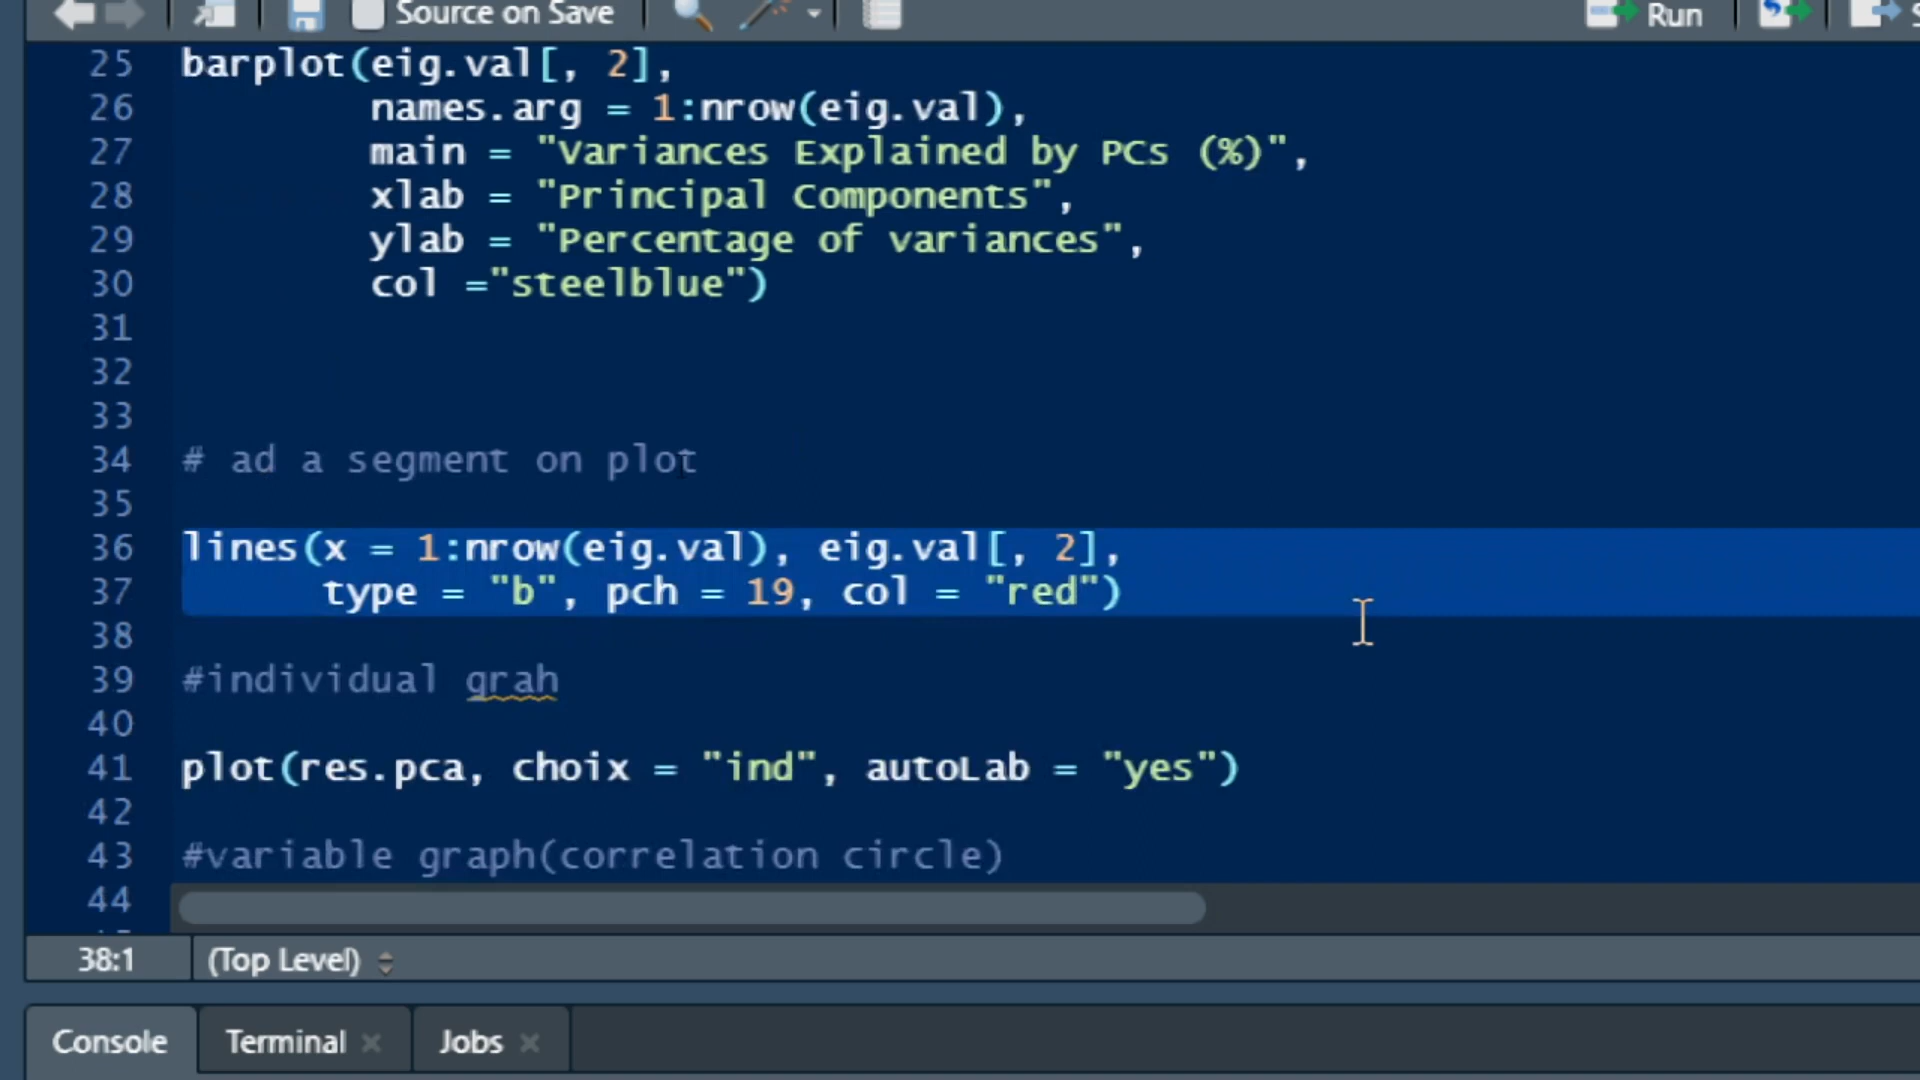 Source on Save
Run
25 barplot(eig.val[, 2],
26 names.arg = 1:nrow(eig.val),
27 main = "Variances Explained by PCs (%)",
28 xlab = "Principal Components",
29 ylab = "Percentage of variances",
30 col ="steelblue")
31
32
33
34 # ad a segment on plot
35
36 lines(x = 1:nrow(eig.val), eig.val[, 2],
37 type = "b", pch = 19, col = "red")
38
39 #individual grah
40
41 plot(res.pca, choix = "ind", autoLab = "yes")
42
43 #variable graph(correlation circle)
44
38:1 (Top Level)
Console Terminal Jobs